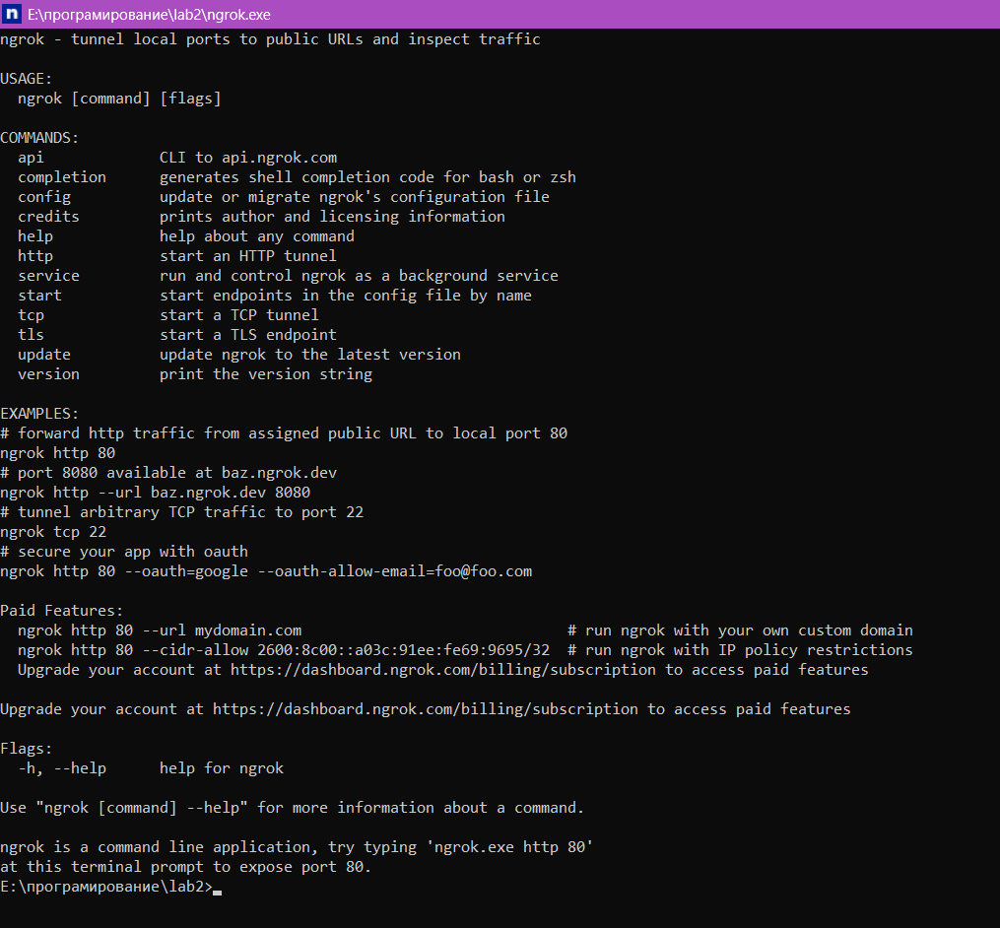 n E:\програмирование\lab2\ngrok.exe
ngrok - tunnel local ports to public URLs and inspect traffic
USAGE:
ngrok [command] [flags]
COMMANDS:
api CLI to api.ngrok.com
completion generates shell completion code for bash or zsh
config update or migrate ngrok's configuration file
credits prints author and licensing information
help help about any command
http start an HTTP tunnel
service run and control ngrok as a background service
start start endpoints in the config file by name
tcp start a TCP tunnel
tls start a TLS endpoint
update update ngrok to the latest version
version print the version string
EXAMPLES:
# forward http traffic from assigned public URL to local port 80
ngrok http 80
# port 8080 available at baz.ngrok.dev
ngrok http --url baz.ngrok.dev 8080
# tunnel arbitrary TCP traffic to port 22
ngrok tcp 22
# secure your app with oauth
ngrok http 80 --oauth=google --oauth-allow-email=foo@foo.com
Paid Features:
ngrok http 80 --url mydomain.com # run ngrok with your own custom domain
ngrok http 80 --cidr-allow 2600:8c00::a03c:91ee:fe69:9695/32 # run ngrok with IP policy restrictions
Upgrade your account at https://dashboard.ngrok.com/billing/subscription to access paid features
Upgrade your account at https://dashboard.ngrok.com/billing/subscription to access paid features
Flags:
-h, --help help for ngrok
Use "ngrok [command] --help" for more information about a command.
ngrok is a command line application, try typing 'ngrok.exe http 80'
at this terminal prompt to expose port 80.
E:\програмирование\lab2>